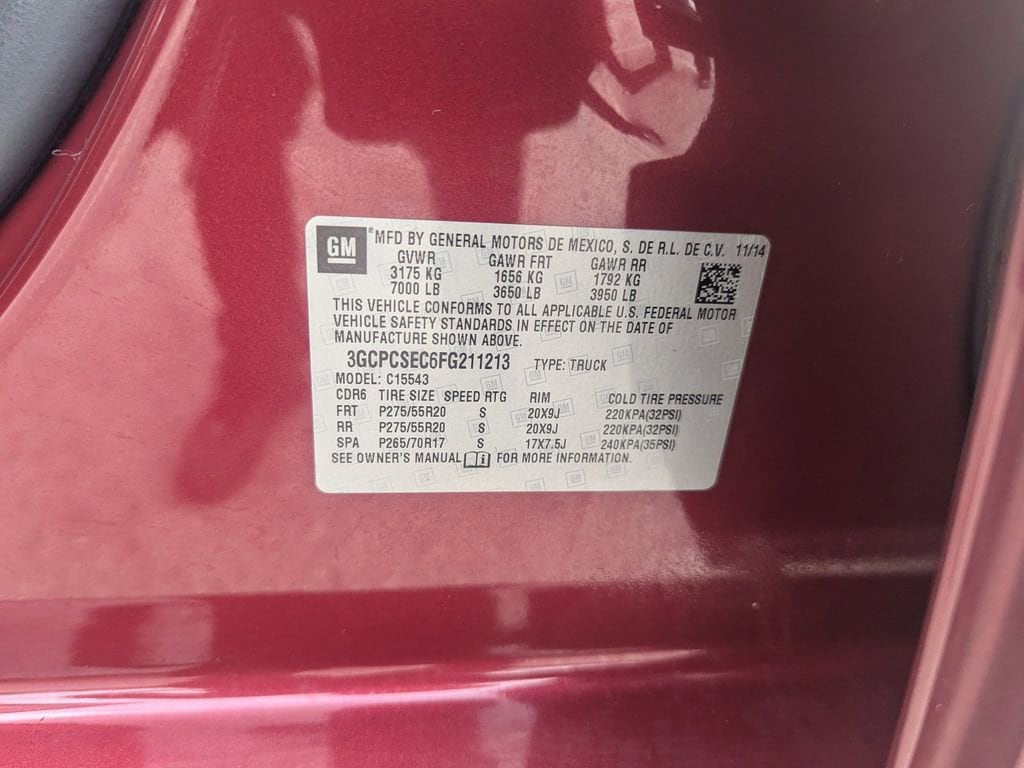 GM ® MFD BY GENERAL MOTORS DE MEXICO, S. DE R.L. DE C.V. 11/14
GVWR GAWR FRT GAWR RR
3175 KG 1656 KG 1792 KG
7000 LB 3650 LB 3950 LB
THIS VEHICLE CONFORMS TO ALL APPLICABLE U.S. FEDERAL MOTOR
VEHICLE SAFETY STANDARDS IN EFFECT ON THE DATE OF
MANUFACTURE SHOWN ABOVE.
3GCPCSEC6FG211213 TYPE: TRUCK
MODEL: C15543
CDR6 TIRE SIZE SPEED RTG RIM COLD TIRE PRESSURE
FRT P275/55R20 S 20X9J 220KPA(32PSI)
RR P275/55R20 S 20X9J 220KPA(32PSI)
SPA P265/70R17 S 17X7.5J 240KPA(35PSI)
SEE OWNER'S MANUAL i FOR MORE INFORMATION.